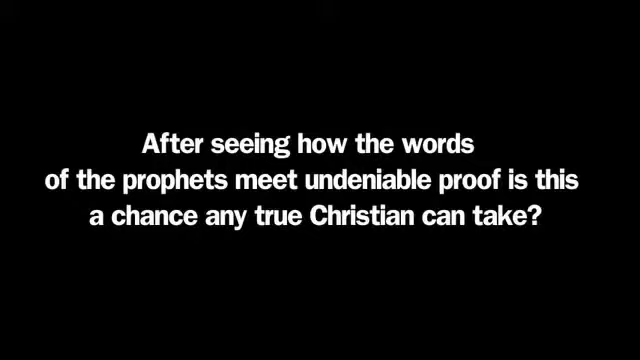 After seeing how the words
of the prophets meet undeniable proof is this
a chance any true Christian can take?